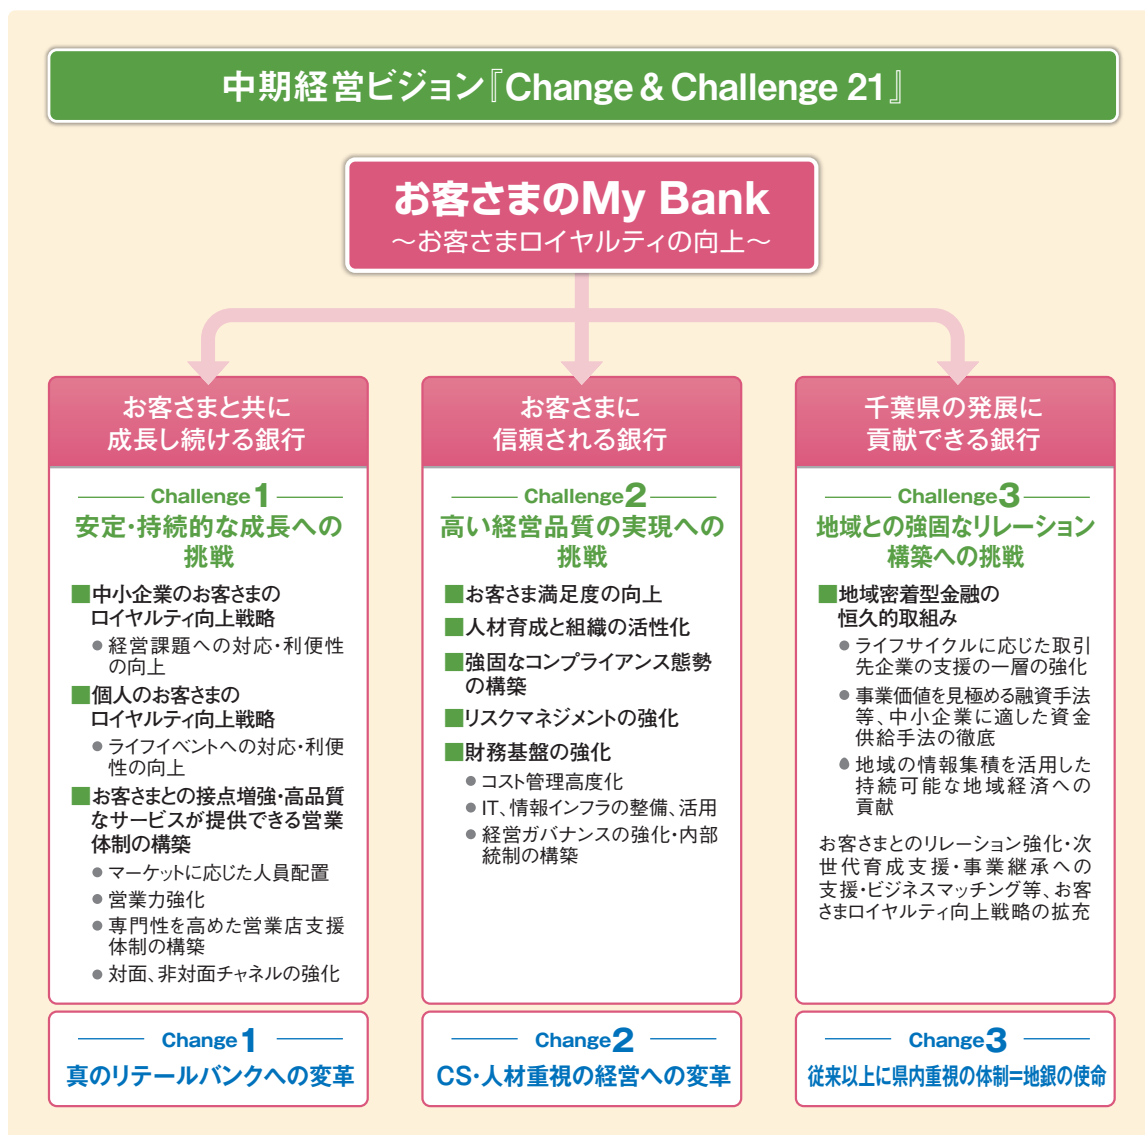 中期経営ビジョン『Change & Challenge 21』
お客さまのMy Bank
～お客さまロイヤルティの向上～
お客さまと共に
成長し続ける銀行
Challenge1
安定・持続的な成長への
挑戦
■中小企業のお客さまの
ロイヤルティ向上戦略
●経営課題への対応・利便性
の向上
■個人のお客さまの
ロイヤルティ向上戦略
●ライフイベントへの対応・利便
性の向上
■お客さまとの接点増強・高品質
なサービスが提供できる営業
体制の構築
●マーケットに応じた人員配置
●営業力強化
●専門性を高めた営業店支援
体制の構築
●対面、非対面チャネルの強化
Change1
真のリテールバンクへの変革
お客さまに
信頼される銀行
Challenge2
高い経営品質の実現への
挑戦
■お客さま満足度の向上
■人材育成と組織の活性化
■強固なコンプライアンス態勢
の構築
■リスクマネジメントの強化
■財務基盤の強化
●コスト管理高度化
●IT、情報インフラの整備、活用
●経営ガバナンスの強化・内部
統制の構築
Change2
CS・人材重視の経営への変革
千葉県の発展に
貢献できる銀行
Challenge3
地域との強固なリレーション
構築への挑戦
■地域密着型金融の
恒久的取組み
●ライフサイクルに応じた取引
先企業の支援の一層の強化
●事業価値を見極める融資手法
等、中小企業に適した資金
供給手法の徹底
●地域の情報集積を活用した
持続可能な地域経済への
貢献
お客さまとのリレーション強化・次
世代育成支援・事業継承への
支援・ビジネスマッチング等、お客
さまロイヤルティ向上戦略の拡充
Change3
従来以上に県内重視の体制=地銀の使命